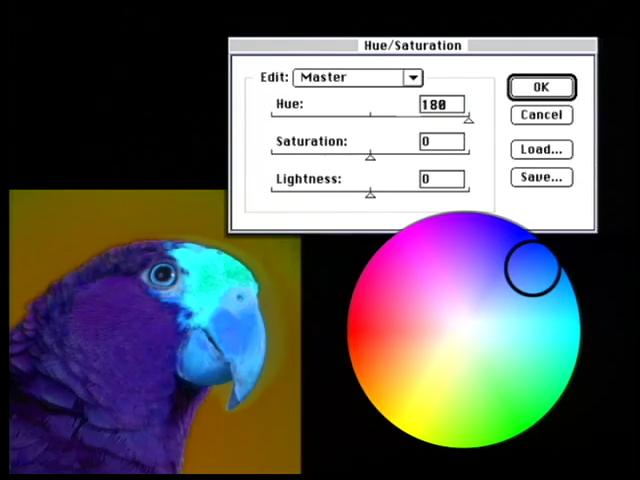 Hue/Saturation
Edit: Master
Hue: 180
Saturation: 0
Lightness: 0
OK
Cancel
Load...
Save...